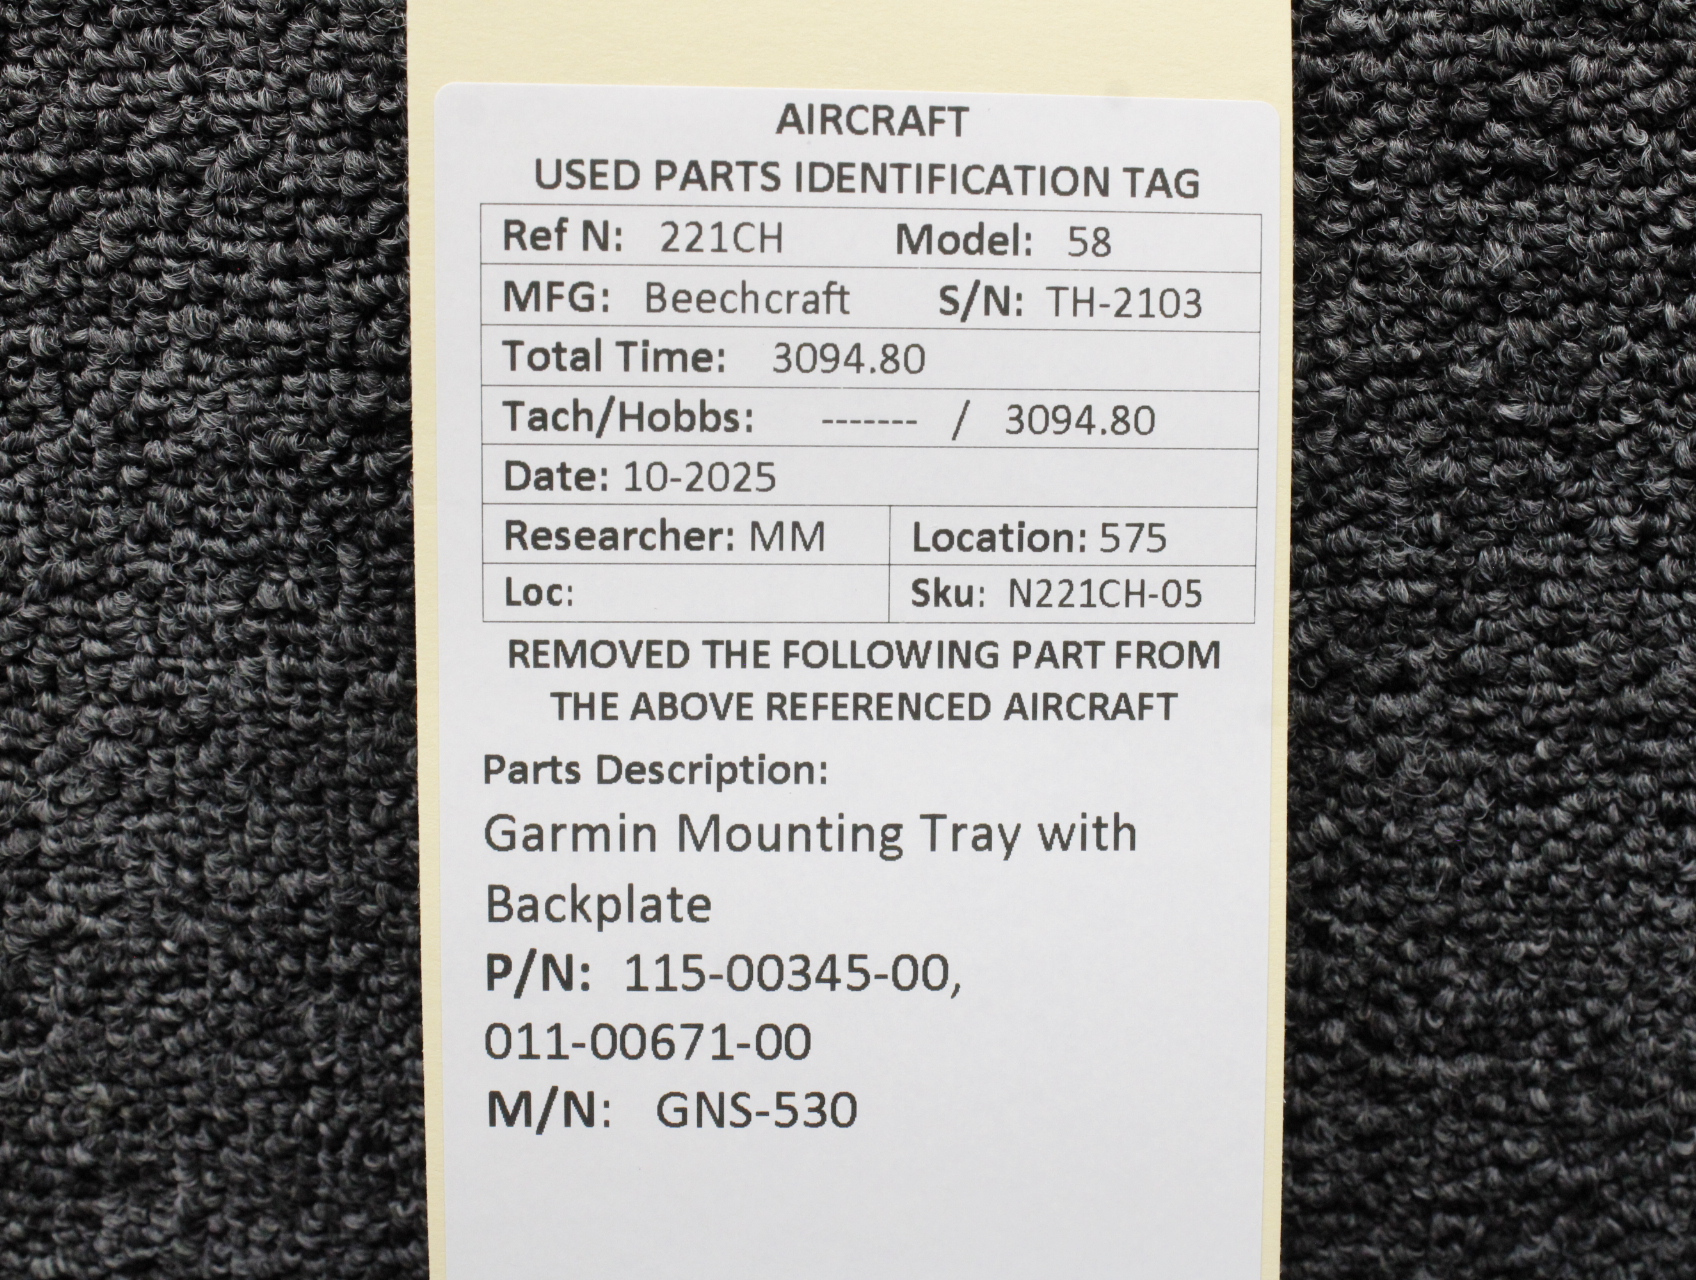 AIRCRAFT
USED PARTS IDENTIFICATION TAG
Ref N: 221CH Model: 58
MFG: Beechcraft S/N: TH-2103
Total Time: 3094.80
Tach/Hobbs: ------- / 3094.80
Date: 10-2025
Researcher: MM Location: 575
Loc: Sku: N221CH-05
REMOVED THE FOLLOWING PART FROM
THE ABOVE REFERENCED AIRCRAFT
Parts Description:
Garmin Mounting Tray with
Backplate
P/N: 115-00345-00,
011-00671-00
M/N: GNS-530